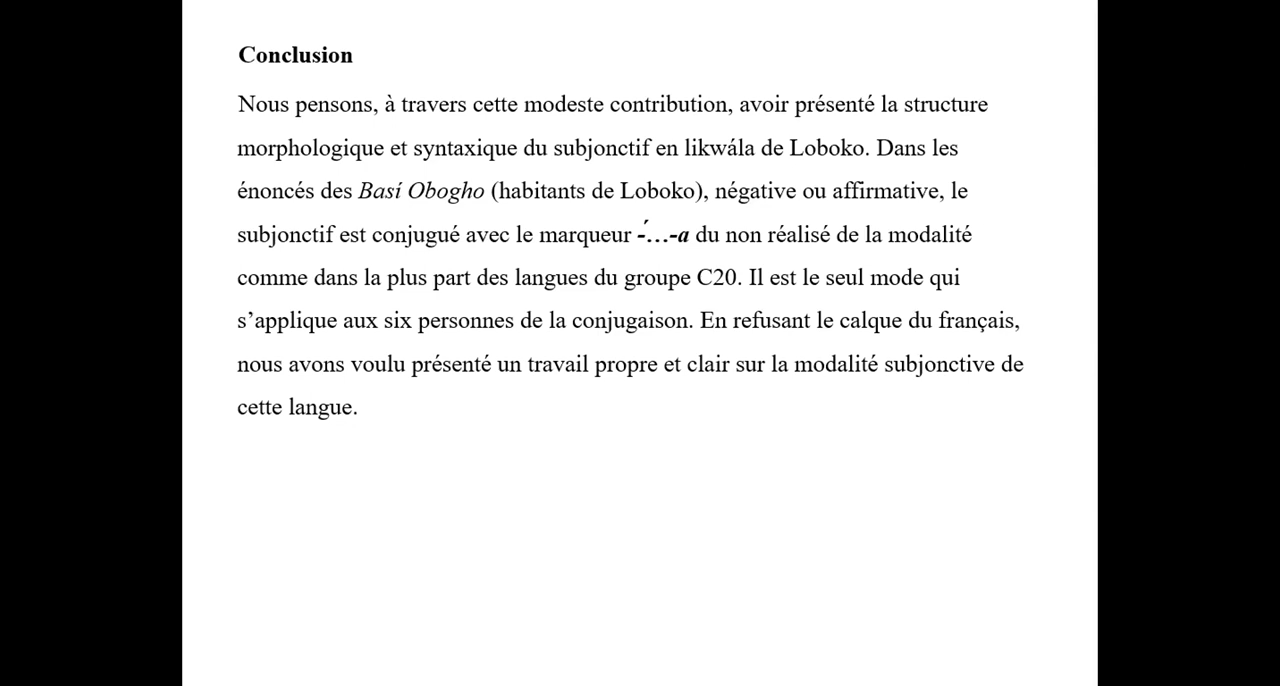 Conclusion
Nous pensons, à travers cette modeste contribution, avoir présenté la structure
morphologique et syntaxique du subjonctif en likwála de Loboko. Dans les
énoncés des Basí Obogho (habitants de Loboko), négative ou affirmative, le
subjonctif est conjugué avec le marqueur -́…-a du non réalisé de la modalité
comme dans la plus part des langues du groupe C20. Il est le seul mode qui
s’applique aux six personnes de la conjugaison. En refusant le calque du français,
nous avons voulu présenté un travail propre et clair sur la modalité subjonctive de
cette langue.